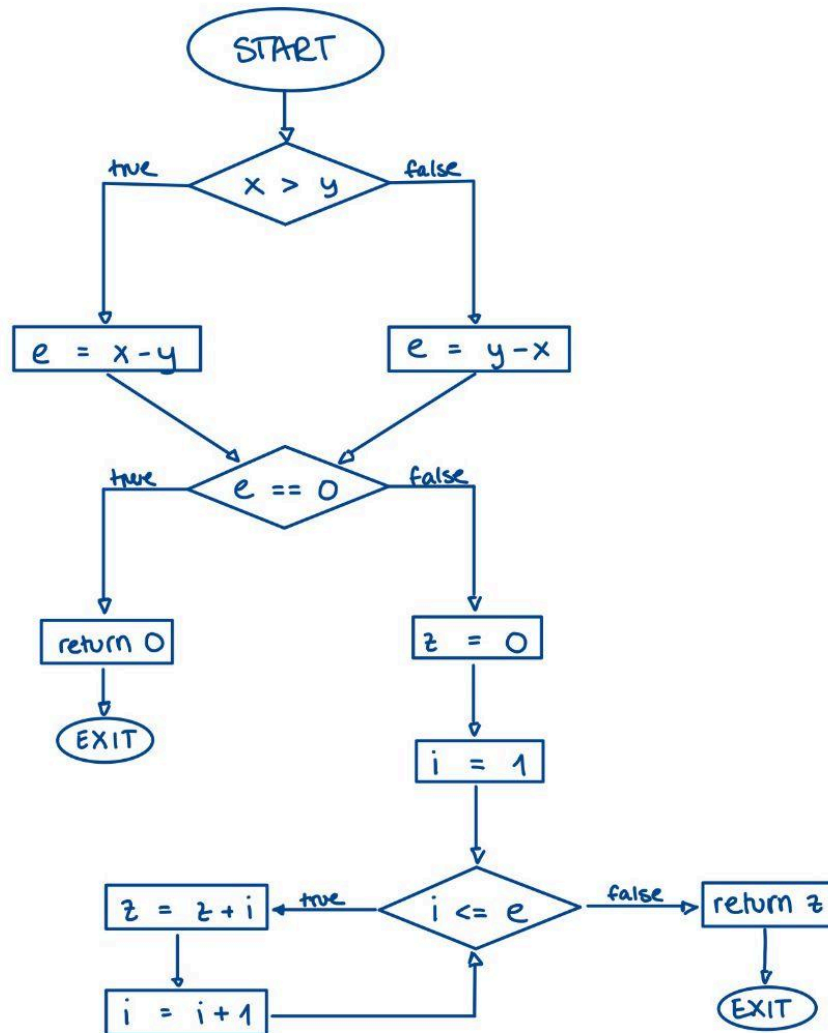 START
true
false
x > y
e = x-y
e = y-x
true
false
e == 0
return 0
z = 0
EXIT
i = 1
true
false
z = z+i
i <= e
return z
i = i+1
EXIT